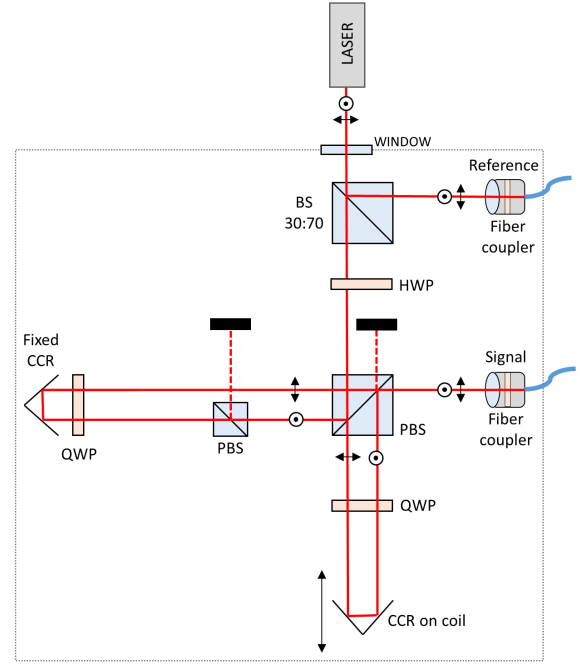 LASER
WINDOW
Reference
BS
30:70
Fiber
coupler
HWP
Fixed
CCR
Signal
PBS
PBS
Fiber
coupler
QWP
QWP
CCR on coil